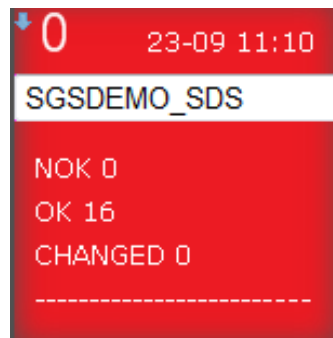 0 23-09 11:10
SGSDEMO_SDS
NOK 0
OK 16
CHANGED 0
-------------------------